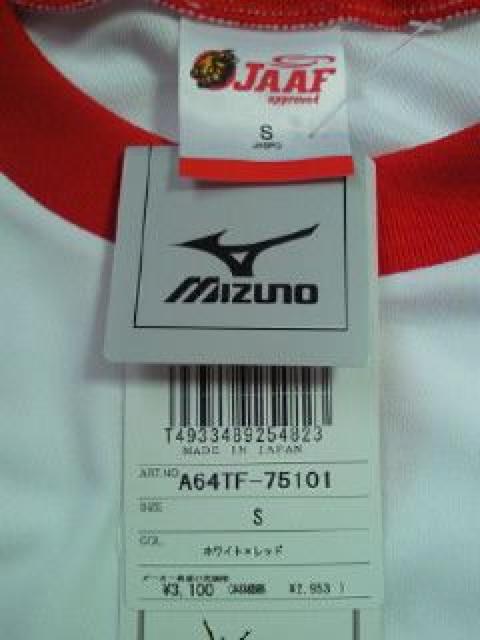 JAAF
approved
S
MIZUNO
T4933489254823
MADE IN JAPAN
ART.NO A64TF-75101
SIZE S
COL.
ホワイト×レッド
¥3,100 ¥2,953 )